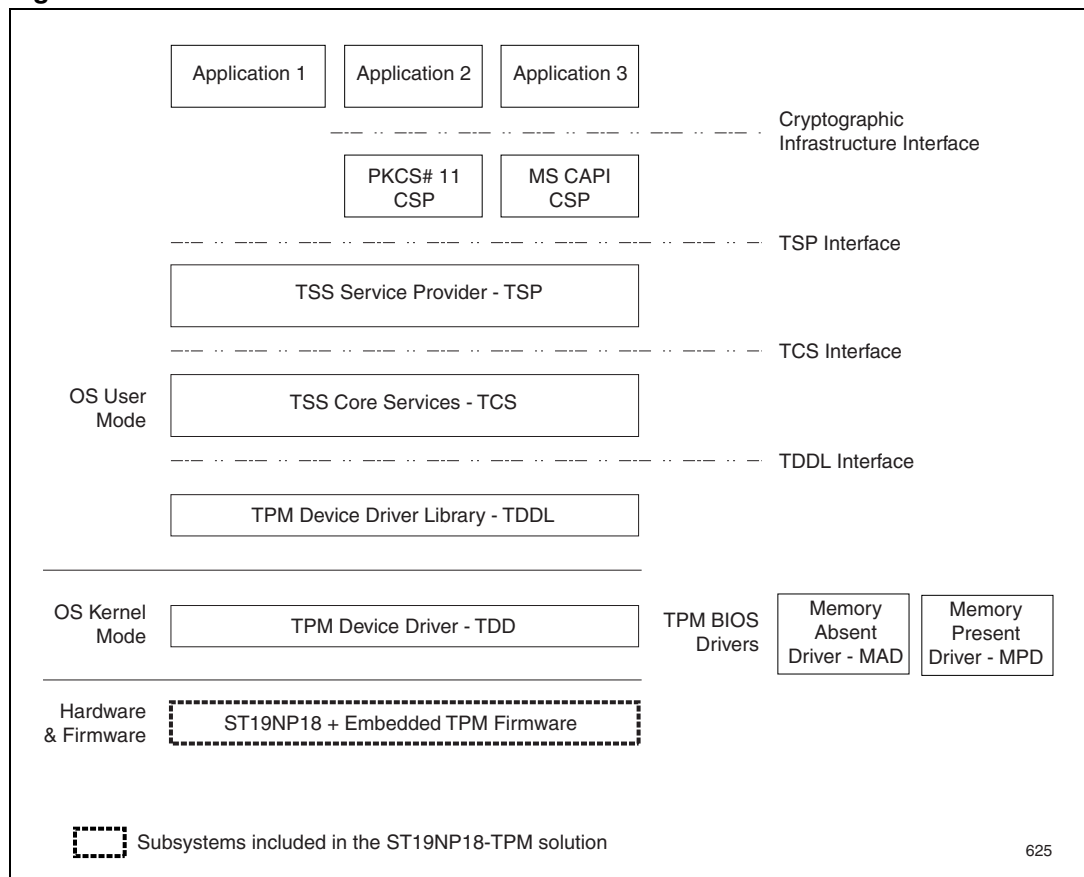 Application 1
Application 2
Application 3
Cryptographic
Infrastructure Interface
PKCS# 11
CSP
MS CAPI
CSP
TSP Interface
TSS Service Provider - TSP
TCS Interface
OS User
Mode
TSS Core Services - TCS
TDDL Interface
TPM Device Driver Library - TDDL
OS Kernel
Mode
TPM Device Driver - TDD
TPM BIOS
Drivers
Memory
Absent
Driver - MAD
Memory
Present
Driver - MPD
Hardware
& Firmware
ST19NP18 + Embedded TPM Firmware
Subsystems included in the ST19NP18-TPM solution
625